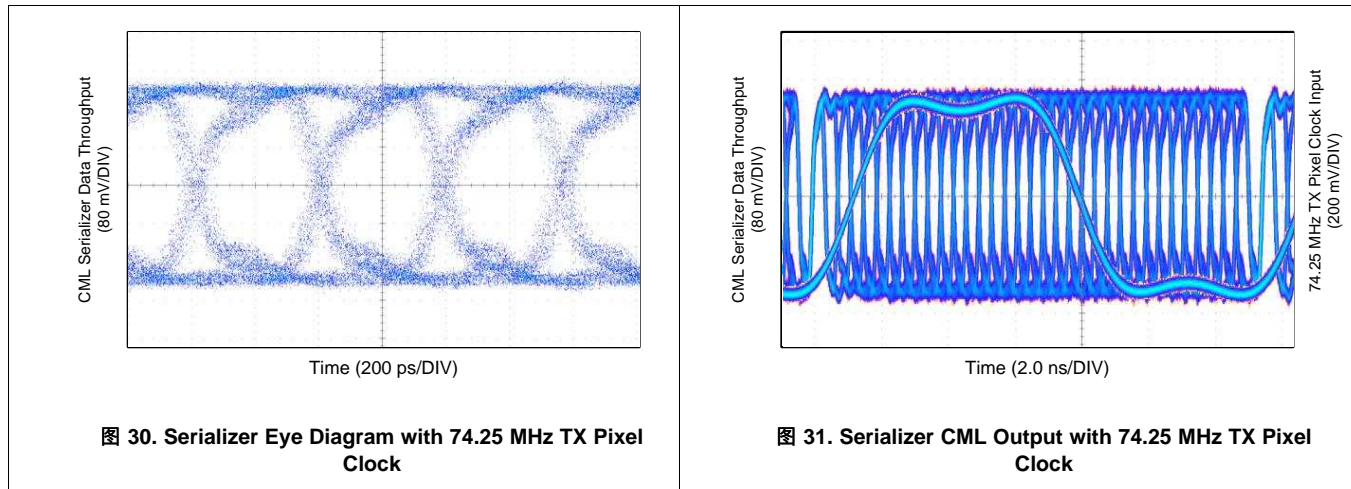 CML Serializer Data Throughput
(80 mV/DIV)
Time (200 ps/DIV)
图 30. Serializer Eye Diagram with 74.25 MHz TX Pixel
Clock
CML Serializer Data Throughput
(80 mV/DIV)
74.25 MHz TX Pixel Clock Input
(200 mV/DIV)
Time (2.0 ns/DIV)
图 31. Serializer CML Output with 74.25 MHz TX Pixel
Clock